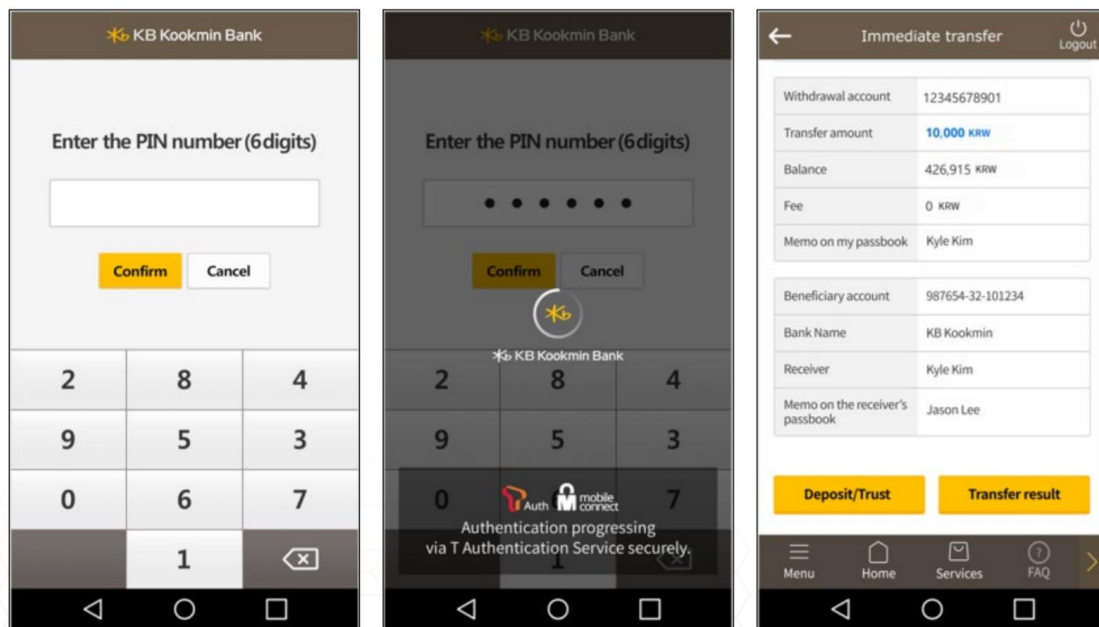 KB Kookmin Bank
Enter the PIN number (6 digits)
Confirm Cancel
2 8 4
9 5 3
0 6 7
1
KB Kookmin Bank
Enter the PIN number (6 digits)
Confirm Cancel
KB Kookmin Bank
2 8 4
9 5 3
0 7
T Auth mobile connect
Authentication progressing
via T Authentication Service securely.
1
Immediate transfer
Logout
Withdrawal account 12345678901
Transfer amount 10,000 KRW
Balance 426,915 KRW
Fee 0 KRW
Memo on my passbook Kyle Kim
Beneficiary account 987654-32-101234
Bank Name KB Kookmin
Receiver Kyle Kim
Memo on the receiver's
passbook Jason Lee
Deposit/Trust Transfer result
Menu Home Services FAQ